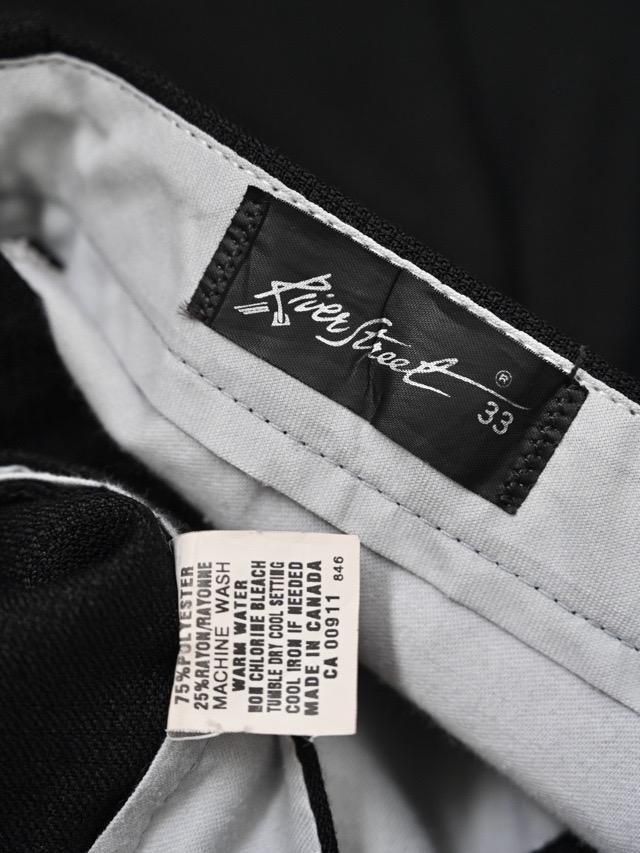 River Street ®
33
75%POLYESTER
25%RAYON/RAYONNE
MACHINE WASH
WARM WATER
NON CHLORINE BLEACH
TUMBLE DRY COOL SETTING
COOL IRON IF NEEDED
MADE IN CANADA
CA 00911 846